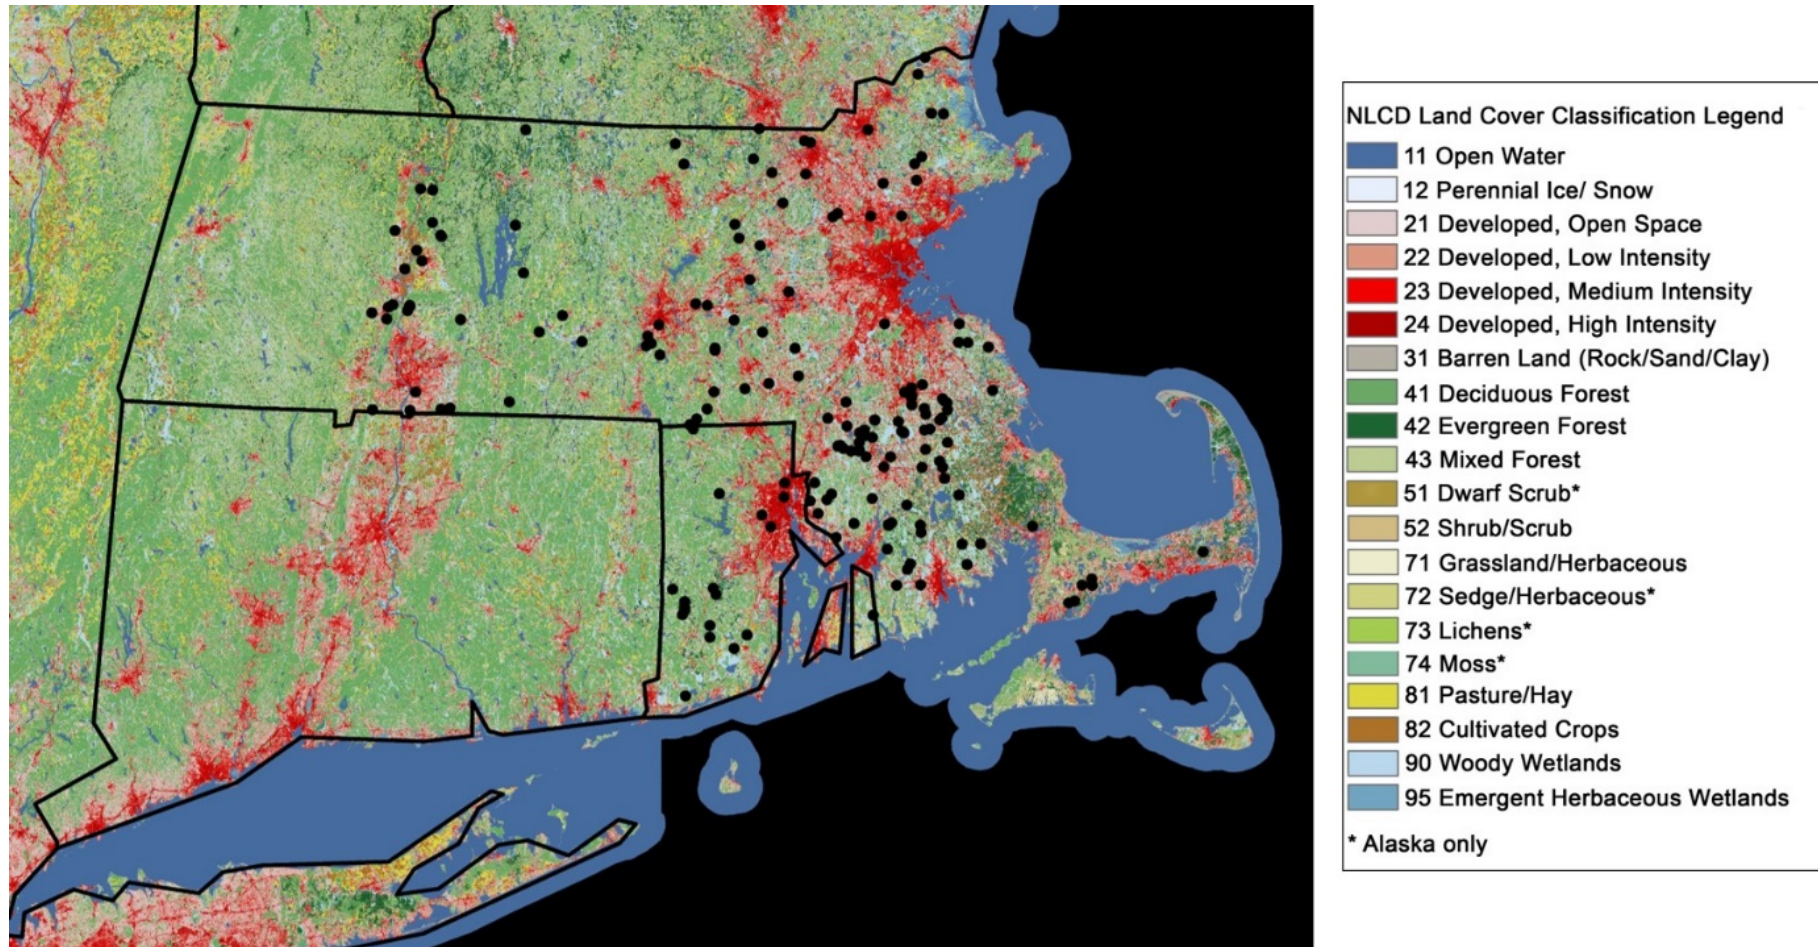 NLCD Land Cover Classification Legend
11 Open Water
12 Perennial Ice/ Snow
21 Developed, Open Space
22 Developed, Low Intensity
23 Developed, Medium Intensity
24 Developed, High Intensity
31 Barren Land (Rock/Sand/Clay)
41 Deciduous Forest
42 Evergreen Forest
43 Mixed Forest
51 Dwarf Scrub*
52 Shrub/Scrub
71 Grassland/Herbaceous
72 Sedge/Herbaceous*
73 Lichens*
74 Moss*
81 Pasture/Hay
82 Cultivated Crops
90 Woody Wetlands
95 Emergent Herbaceous Wetlands
* Alaska only